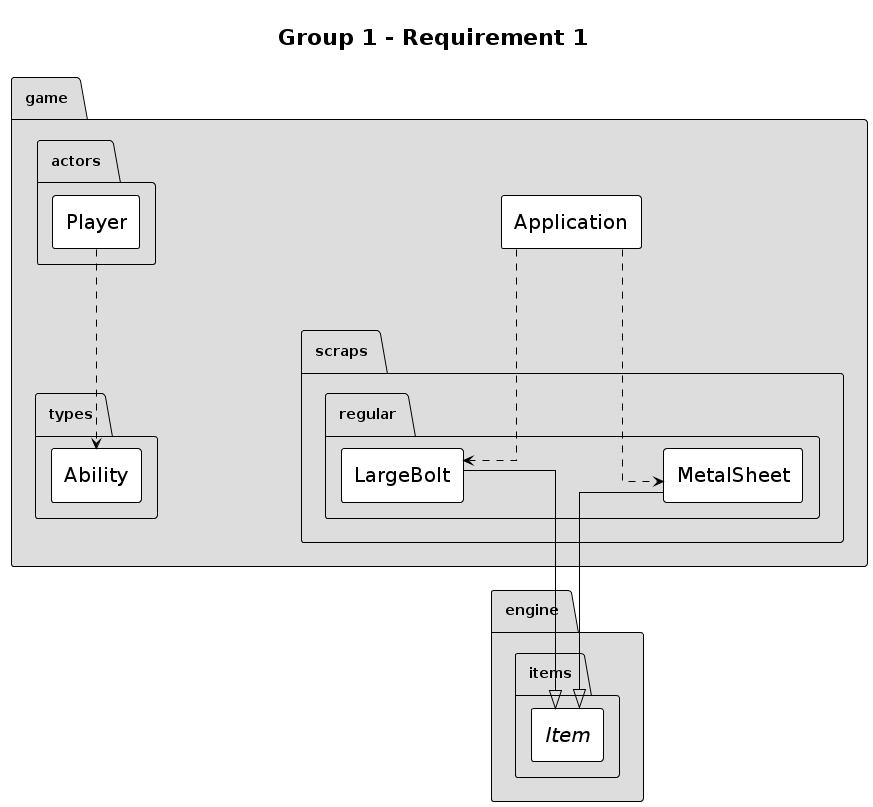 Group 1 - Requirement 1
game
actors
Player
Application
scraps
types
regular
Ability
LargeBolt
MetalSheet
engine
items
Item